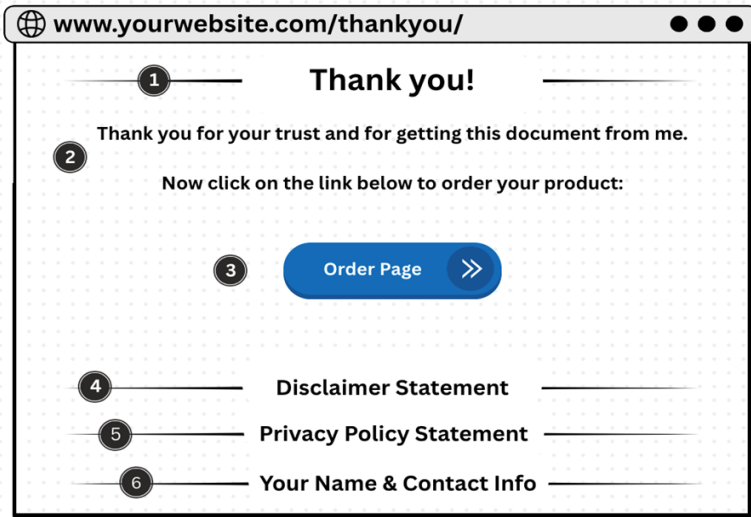 www.yourwebsite.com/thankyou/
1 Thank you!
Thank you for your trust and for getting this document from me.
2
Now click on the link below to order your product:
3 Order Page
4 Disclaimer Statement
5 Privacy Policy Statement
6 Your Name & Contact Info